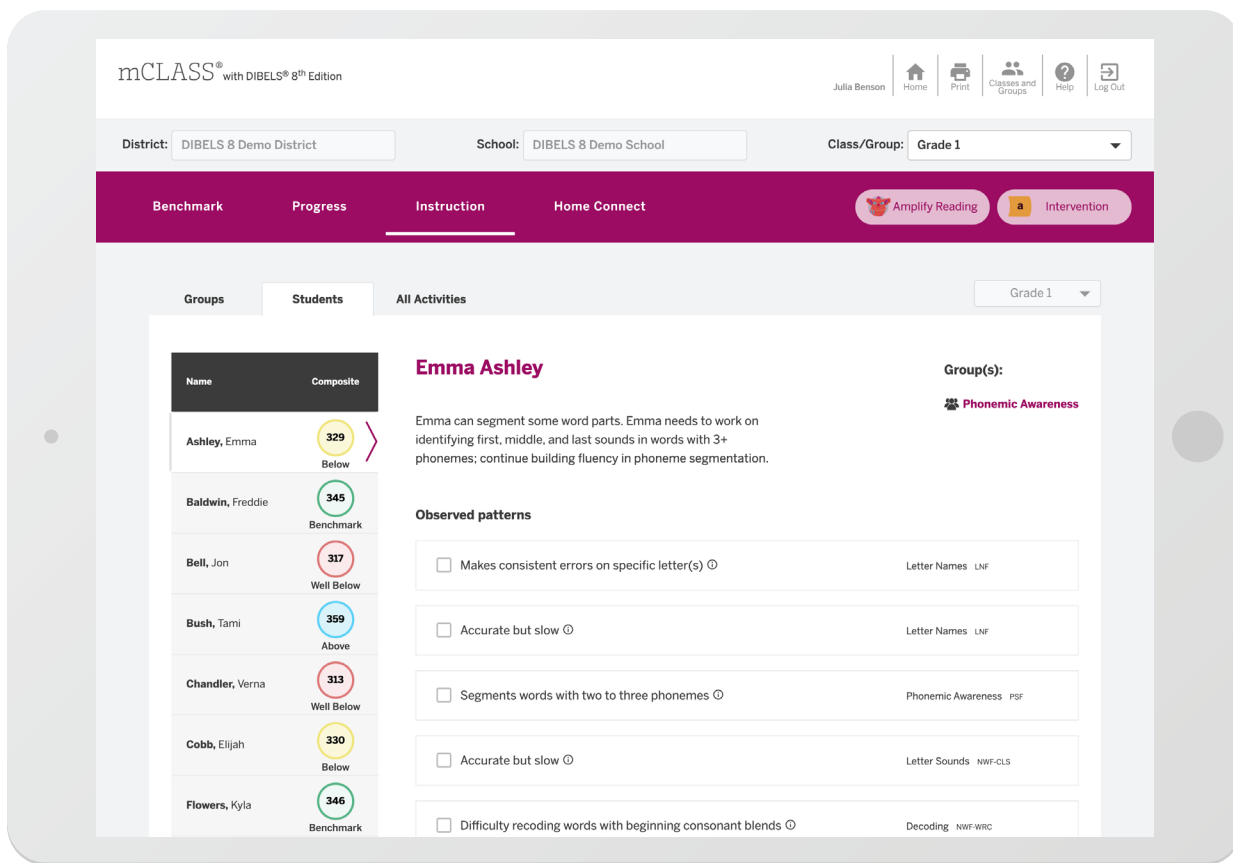 mCLASS® with DIBELS® 8th Edition
Julia Benson
Home
Print
Classes and
Groups
Help
Log Out
District: DIBELS 8 Demo District
School: DIBELS 8 Demo School
Class/Group: Grade 1
Benchmark
Progress
Instruction
Home Connect
Amplify Reading
a Intervention
Groups
Students
All Activities
Grade 1
Name
Composite
Ashley, Emma
329
Below
Baldwin, Freddie
345
Benchmark
Bell, Jon
317
Well Below
Bush, Tami
359
Above
Chandler, Verna
313
Well Below
Cobb, Elijah
330
Below
Flowers, Kyla
346
Benchmark
Emma Ashley
Group(s):
Phonemic Awareness
Emma can segment some word parts. Emma needs to work on
identifying first, middle, and last sounds in words with 3+
phonemes; continue building fluency in phoneme segmentation.
Observed patterns
Makes consistent errors on specific letter(s)
Letter Names LNF
Accurate but slow
Letter Names LNF
Segments words with two to three phonemes
Phonemic Awareness PSF
Accurate but slow
Letter Sounds NWF-CLS
Difficulty recoding words with beginning consonant blends
Decoding NWF-WRC